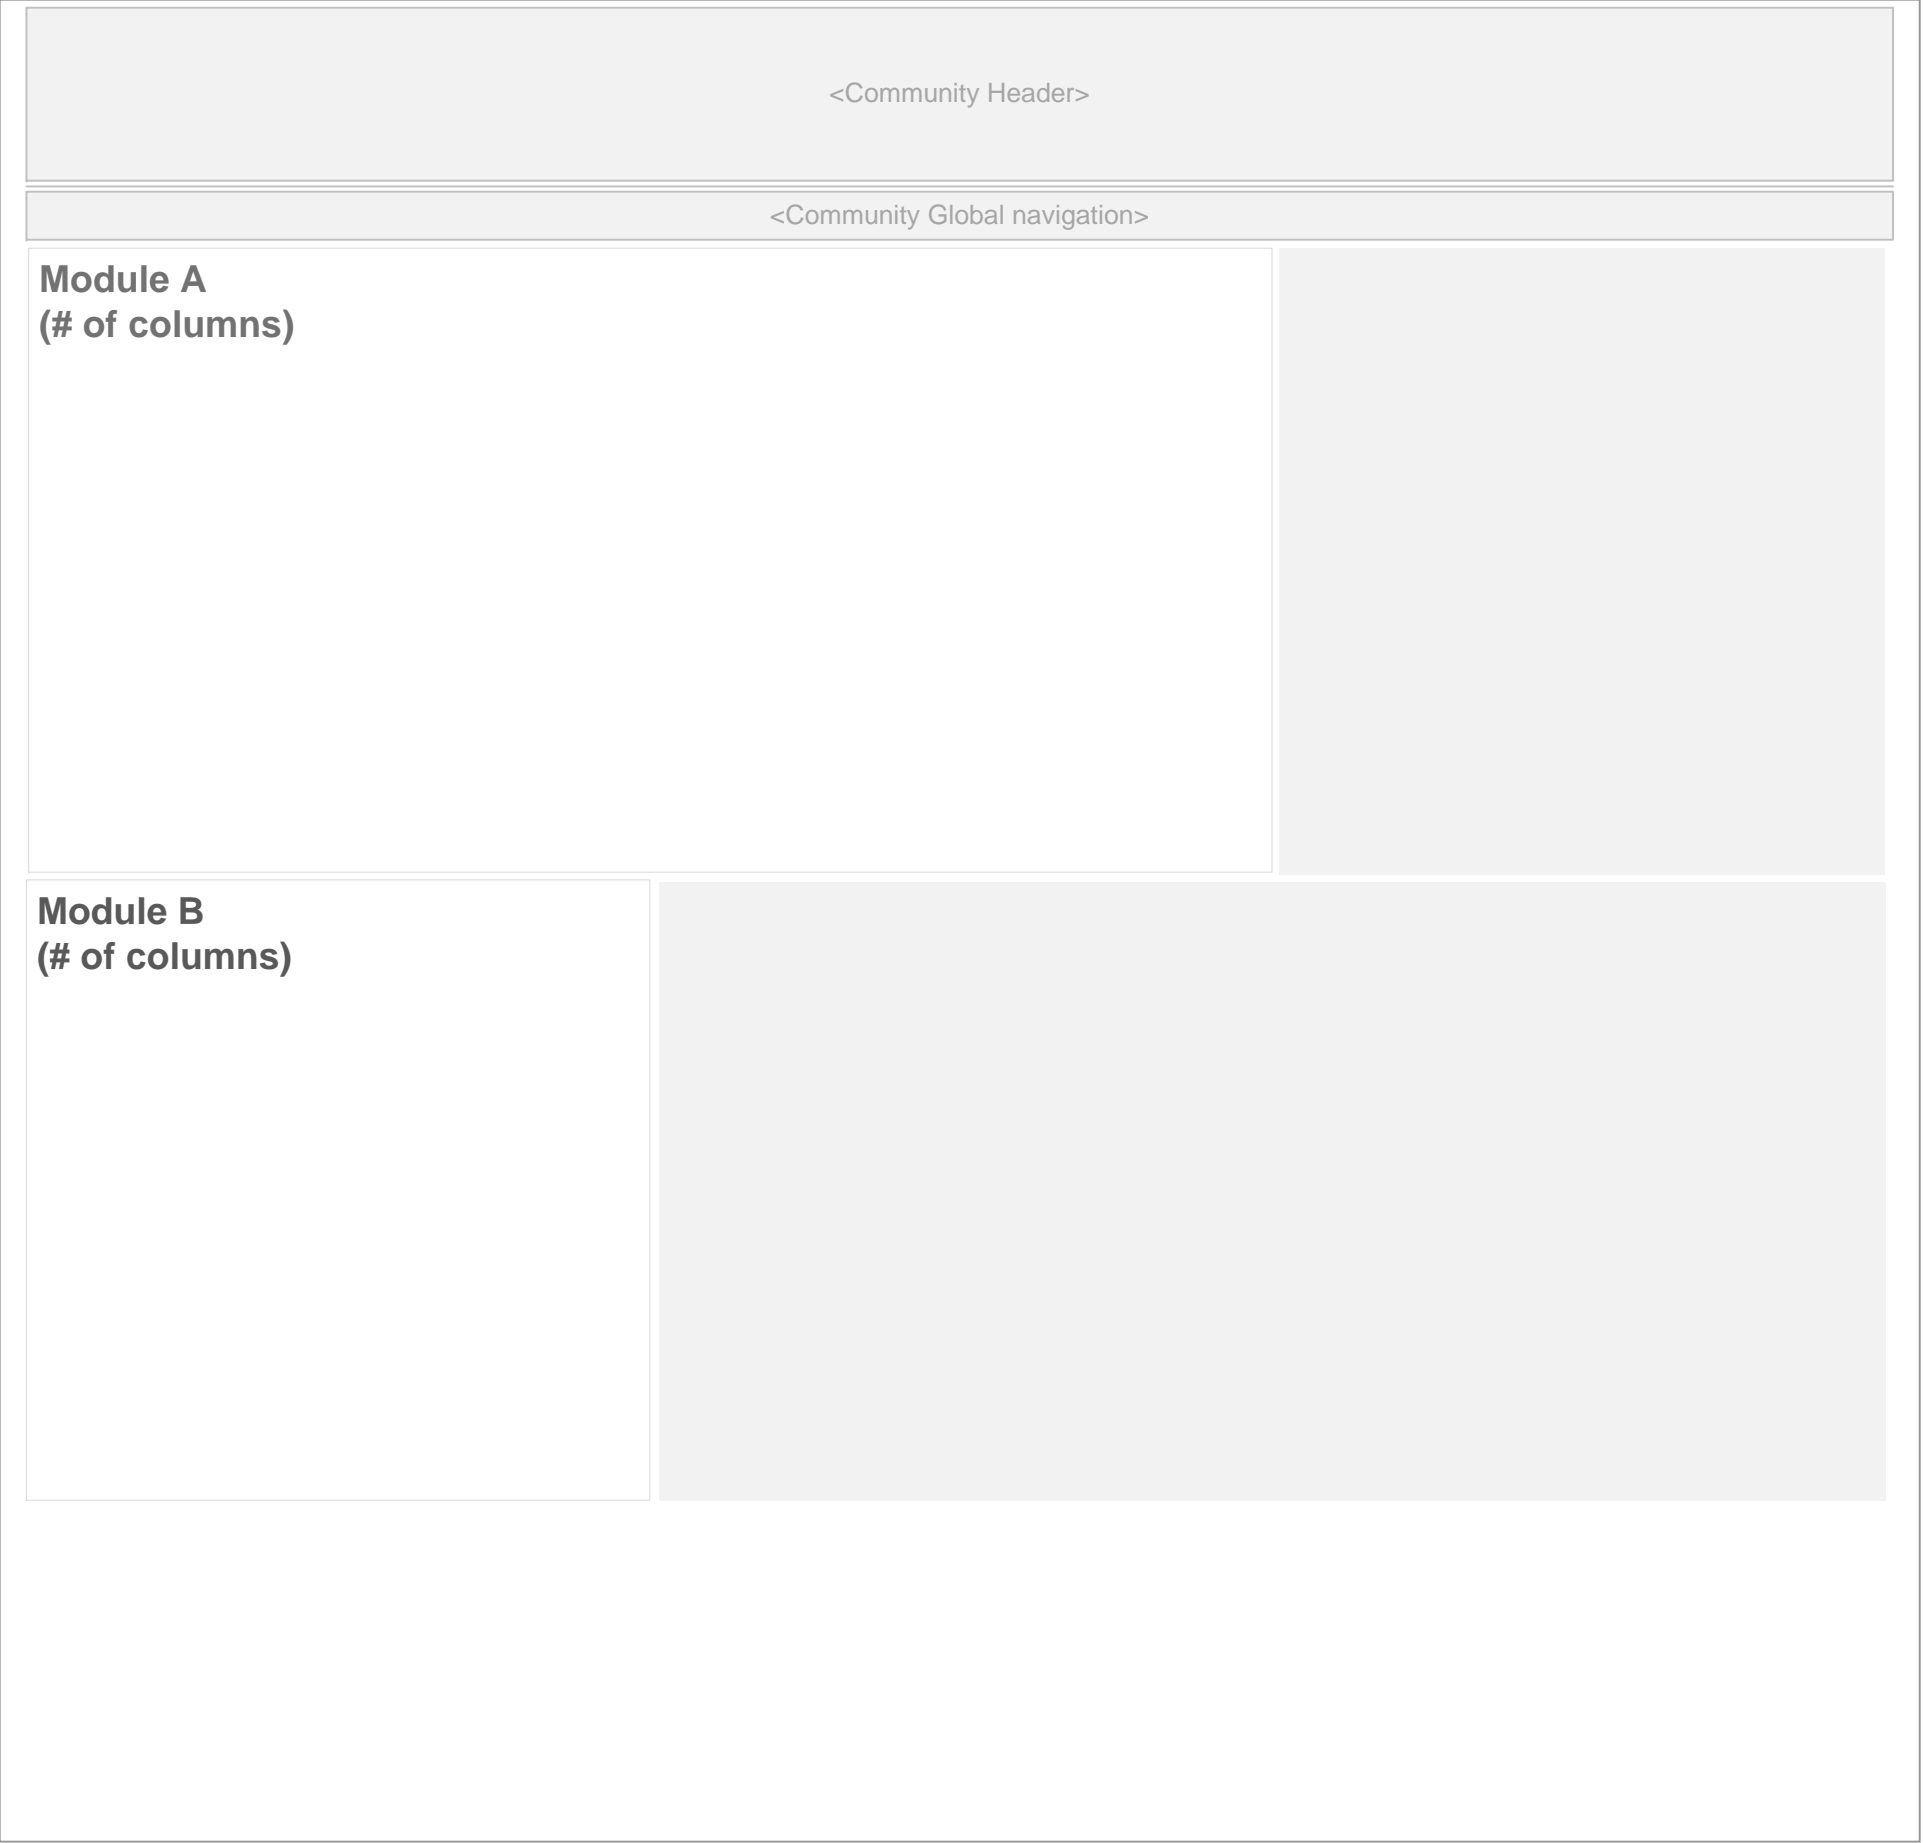 <Community Header>
<Community Global navigation>
Module A
(# of columns)
Module B
(# of columns)